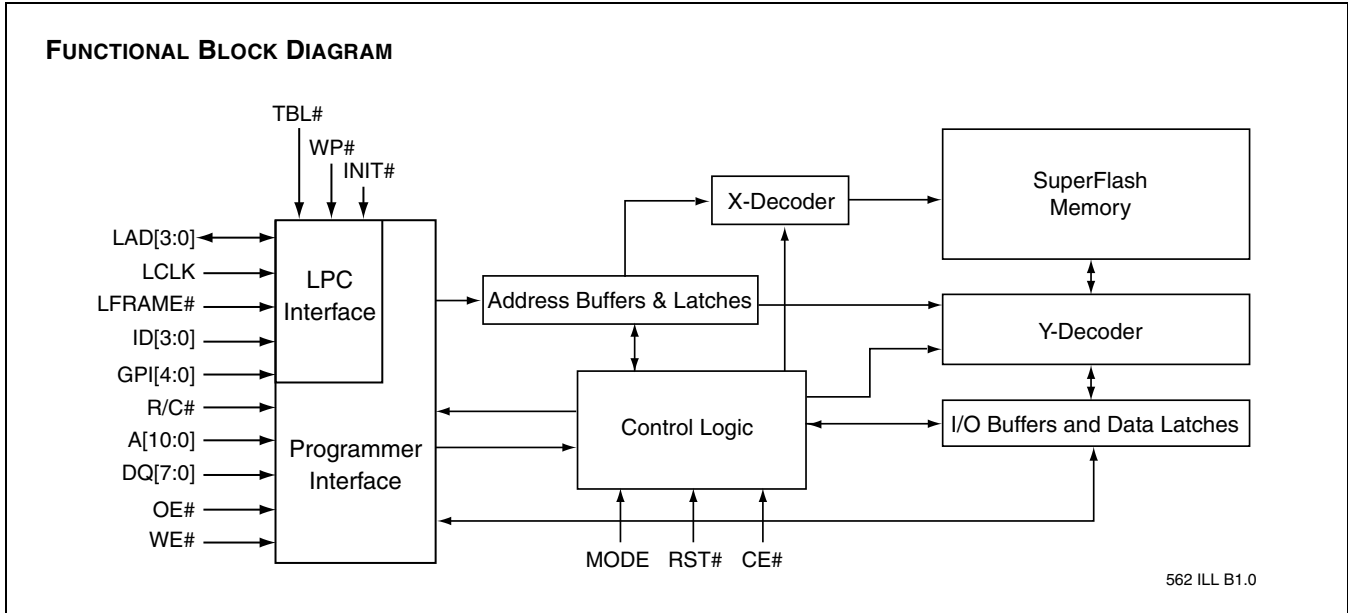 FUNCTIONAL BLOCK DIAGRAM
TBL#
WP#
INIT#
LAD[3:0]
LCLK
LFRAME#
ID[3:0]
GPI[4:0]
R/C#
A[10:0]
DQ[7:0]
OE#
WE#
LPC
Interface
Programmer
Interface
Address Buffers & Latches
X-Decoder
Control Logic
MODE
RST#
CE#
SuperFlash
Memory
Y-Decoder
I/O Buffers and Data Latches
562 ILL B1.0